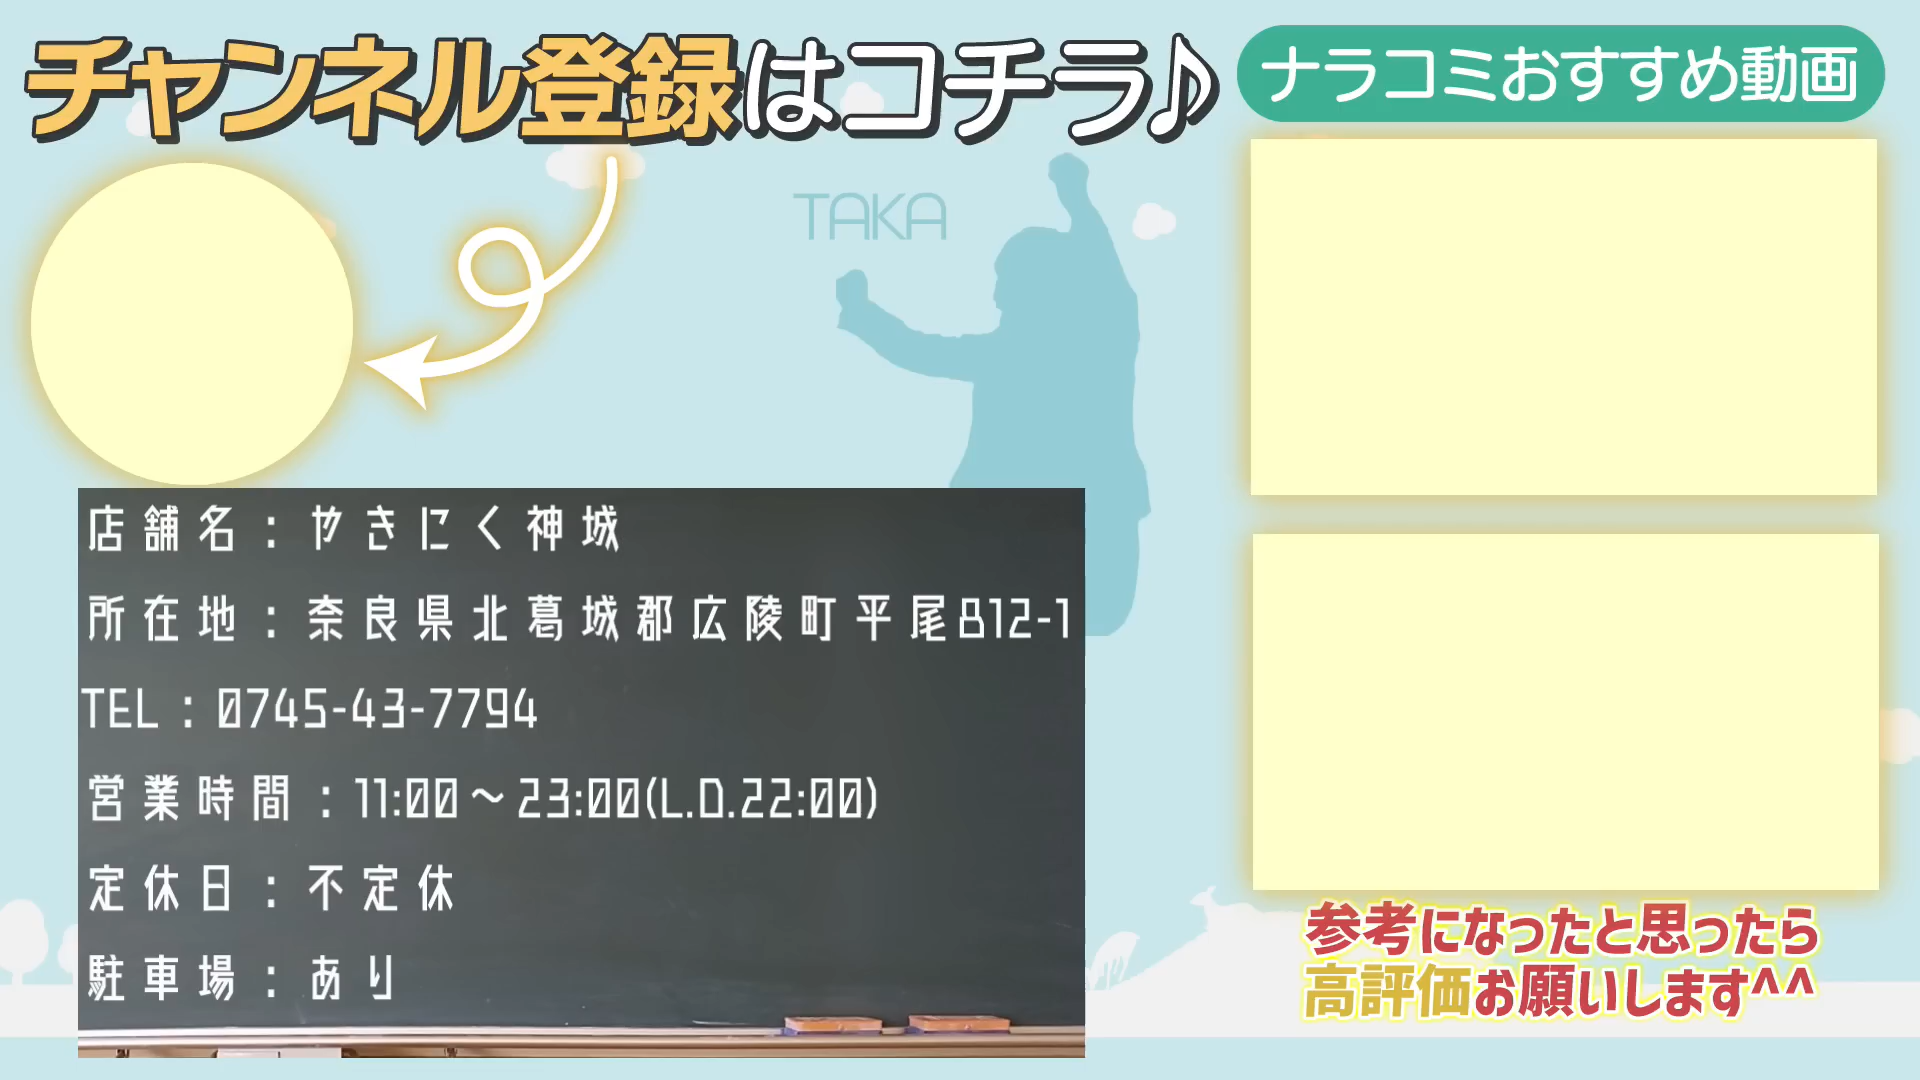 チャンネル登録はコチラ♪
ナラコミおすすめ動画
TAKA
店舗名：やきにく神城
所在地：奈良県北葛城郡広陵町平尾812-1
TEL：0745-43-7794
営業時間：11:00～23:00(L.O.22:00)
定休日：不定休
駐車場：あり
参考になったと思ったら
高評価お願いします^^